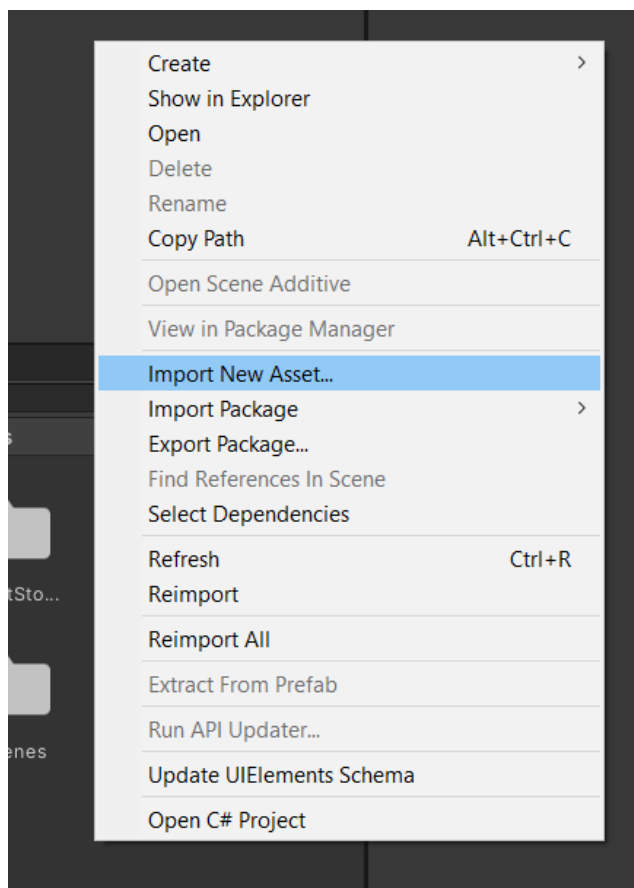 Create
Show in Explorer
Open
Delete
Rename
Copy Path Alt+Ctrl+C
Open Scene Additive
View in Package Manager
Import New Asset...
Import Package
Export Package...
Find References In Scene
Select Dependencies
Refresh Ctrl+R
Reimport
tSto...
Reimport All
Extract From Prefab
Run API Updater...
enes
Update UIElements Schema
Open C# Project